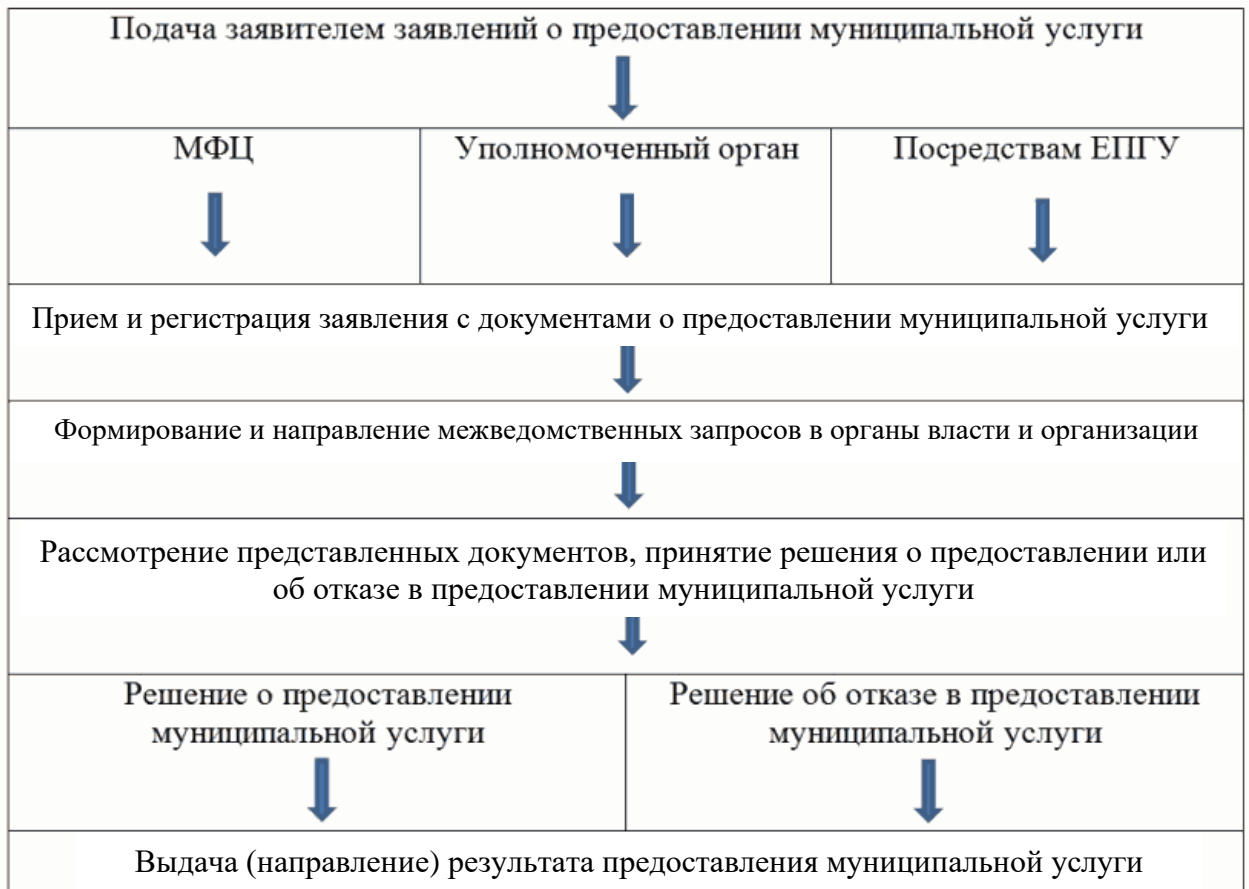 Подача заявителем заявлений о предоставлении муниципальной услуги
МФЦ
Уполномоченный орган
Посредствам ЕПГУ
Прием и регистрация заявления с документами о предоставлении муниципальной услуги
Формирование и направление межведомственных запросов в органы власти и организации
Рассмотрение представленных документов, принятие решения о предоставлении или
об отказе в предоставлении муниципальной услуги
Решение о предоставлении
муниципальной услуги
Решение об отказе в предоставлении
муниципальной услуги
Выдача (направление) результата предоставления муниципальной услуги